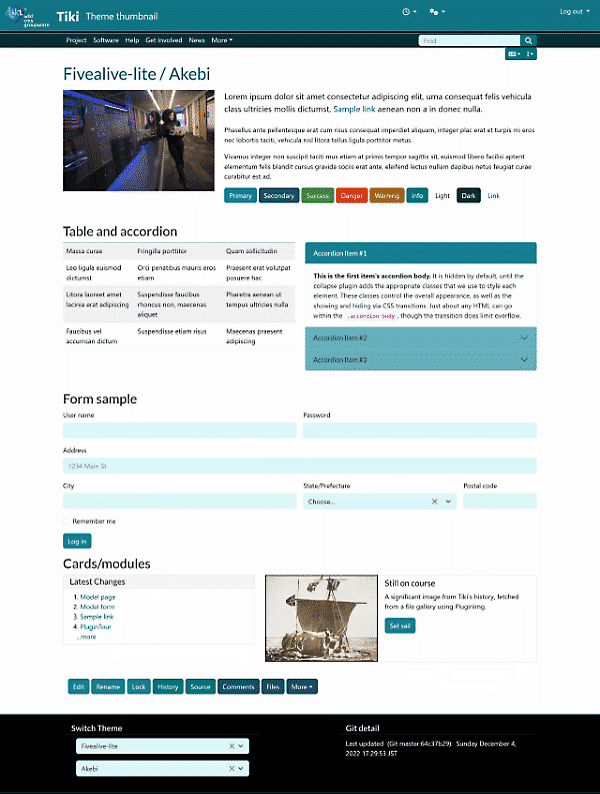 Tiki Theme thumbnail
Log out
wiki
cms
groupware
Project Software Help Get Involved News More
Find
Fivealive-lite / Akebi
Lorem ipsum dolor sit amet consectetur adipiscing elit, urna consequat felis vehicula
class ultricies mollis dictumst, Sample link aenean non a in donec nulla.
Phasellus ante pellentesque erat cum risus consequat imperdiet aliquam, integer plac erat et turpis mi eros
nec lobortis taciti, vehicula nisl litora tellus ligula porttitor metus.
Vivamus integer non suscipit taciti mus etiam at primis tempor sagittis sit, euismod libero facilisi aptent
elementum felis blandit cursus gravida sociis erat ante, eleifend lectus nullam dapibus netus feugiat curae
curabitur est ad.
Primary Secondary Success Danger Warning Info Light Dark Link
Table and accordion
Massa curae Fringilla porttitor Quam sollicitudin
Leo ligula euismod Orci penatibus mauris eros Praesent erat volutpat
dictumst etiam posuere hac
Litora laoreet amet Suspendisse faucibus Pharetra aenean ut
lacinia erat adipiscing rhoncus non, maecenas tempus ultricies nulla
aliquet
Faucibus vel Suspendisse etiam risus Maecenas praesent
accumsan dictum adipiscing
Accordion Item #1
This is the first item's accordion body. It is hidden by default, until the
collapse plugin adds the appropriate classes that we use to style each
element. These classes control the overall appearance, as well as the
showing and hiding via CSS transitions. Just about any HTML can go
within the .accordion-body, though the transition does limit overflow.
Accordion Item #2
Accordion Item #3
Form sample
User name Password
Address
1234 Main St
City State/Prefecture Postal code
Choose...
Remember me
Log in
Cards/modules
Latest Changes
1. Model page
2. Model form
3. Sample link
4. PluginTour
...more
Still on course
A significant image from Tiki's history, fetched
from a file gallery using PluginImg.
Set sail
Edit Rename Lock History Source Comments Files More
Switch Theme
Fivealive-lite
Akebi
Git detail
Last updated (Git master:64c37b29) Sunday December 4,
2022 17:29:53 JST